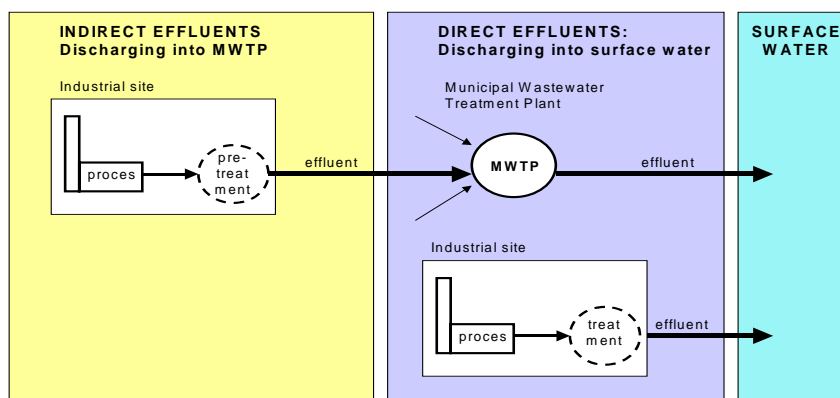 INDIRECT EFFLUENTS
Discharging into MWTP
Industrial site
proces
pre-
treat
ment
effluent
DIRECT EFFLUENTS:
Discharging into surface water
Municipal Wastewater
Treatment Plant
MWTP
effluent
Industrial site
proces
treat
ment
effluent
SURFACE
WATER